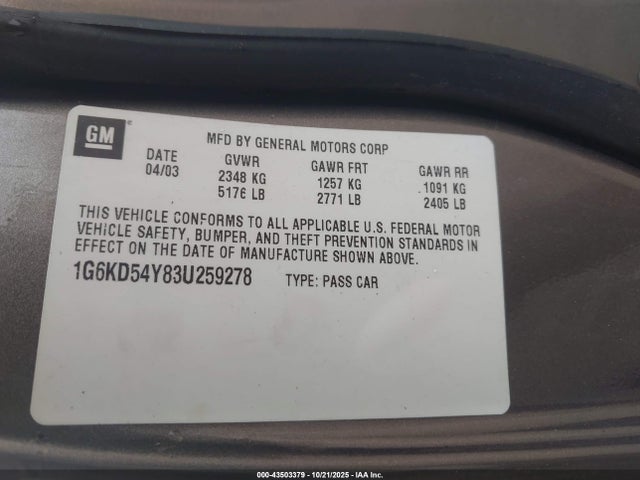 GM
MFD BY GENERAL MOTORS CORP
DATE GVWR GAWR FRT GAWR RR
04/03 2348 KG 1257 KG 1091 KG
5176 LB 2771 LB 2405 LB
THIS VEHICLE CONFORMS TO ALL APPLICABLE U.S. FEDERAL MOTOR
VEHICLE SAFETY, BUMPER, AND THEFT PREVENTION STANDARDS IN
EFFECT ON THE DATE OF MANUFACTURE SHOWN ABOVE.
1G6KD54Y83U259278 TYPE: PASS CAR
000-43503379 - 10/21/2025 - IAA Inc.